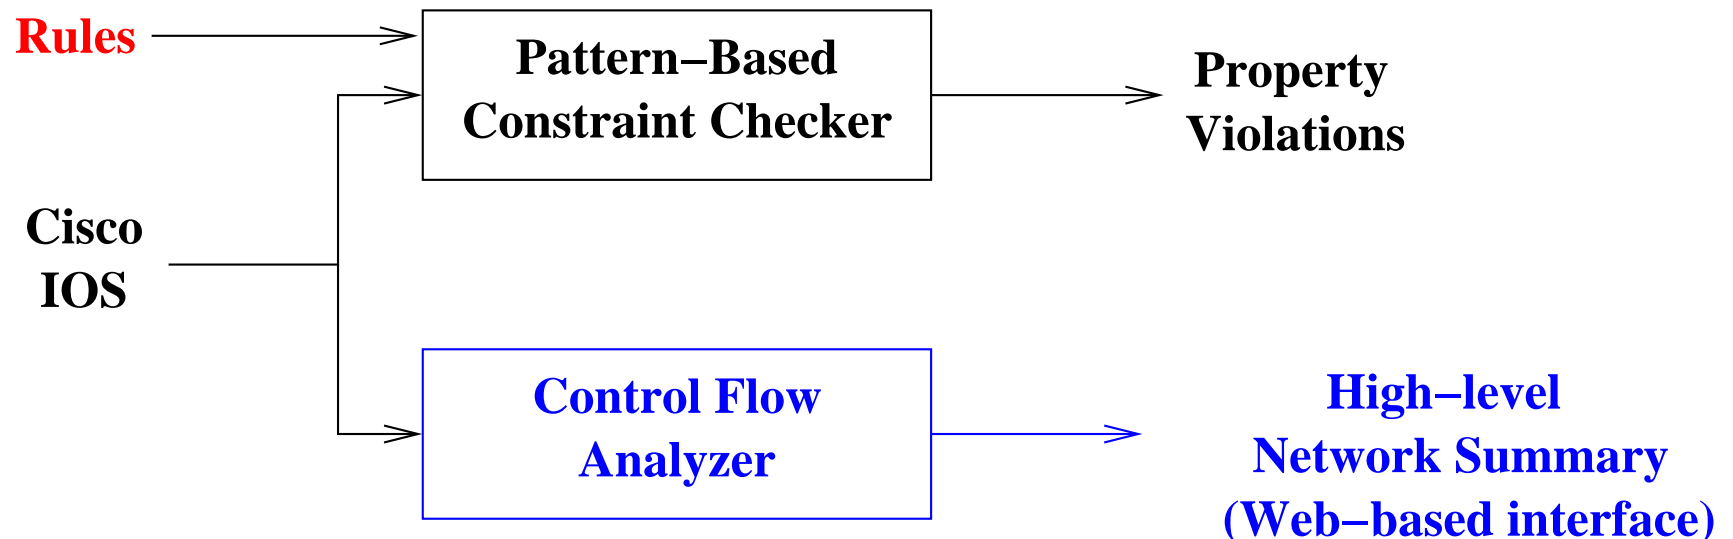 Rules
Pattern−Based
Constraint Checker
Property
Violations
Cisco
IOS
Control Flow
Analyzer
High−level
Network Summary
(Web−based interface)